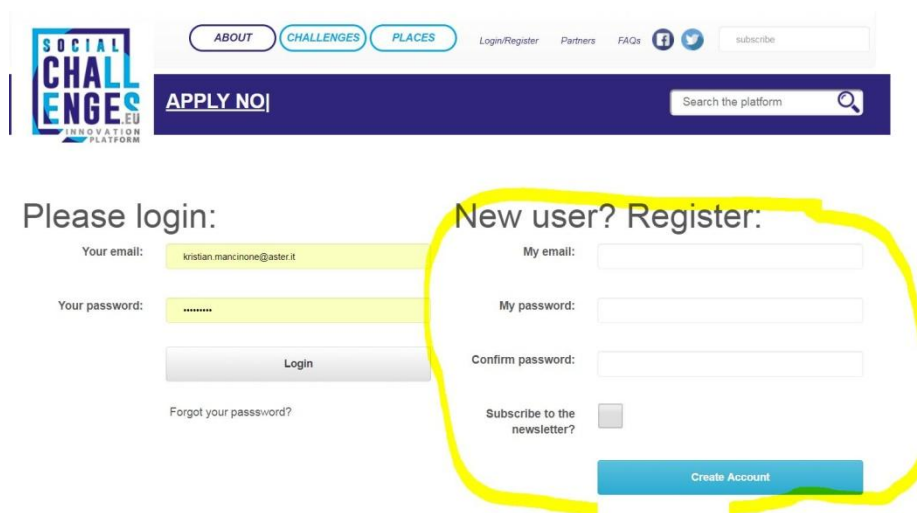 SOCIAL
CHALL
ENGES.EU
INNOVATION
PLATFORM
ABOUT
CHALLENGES
PLACES
Login/Register
Partners
FAQs
f
subscribe
APPLY NO|
Search the platform
Please login:
Your email:
kristian.mancinone@aster.it
Your password:
•••••••••
Login
Forgot your passsword?
New user? Register:
My email:
My password:
Confirm password:
Subscribe to the
newsletter?
Create Account